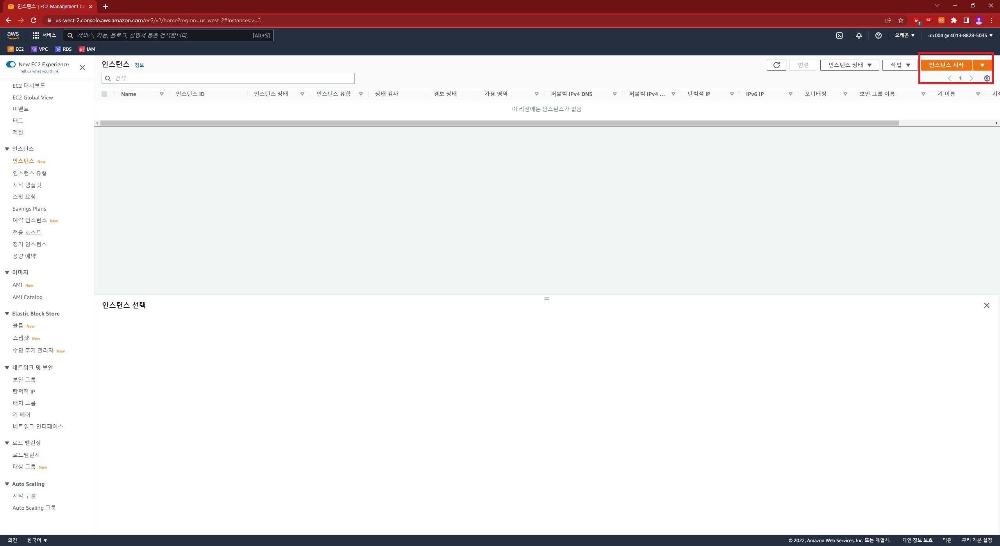 인스턴스 | EC2 Management Co
us-west-2.console.aws.amazon.com/ec2/v2/home?region=us-west-2#Instances:v=3
1
aws 서비스 서비스, 기능, 블로그, 설명서 등을 검색합니다. [Alt+S] 오레곤 mc004 @ 4013-8828-5035
EC2 VPC RDS IAM
New EC2 Experience
Tell us what you think
EC2 대시보드
EC2 Global View
이벤트
태그
제한
인스턴스
인스턴스 New
인스턴스 유형
시작 템플릿
스팟 요청
Savings Plans
예약 인스턴스 New
전용 호스트
정기 인스턴스
용량 예약
이미지
AMI New
AMI Catalog
Elastic Block Store
볼륨 New
스냅샷 New
수명 주기 관리자 New
네트워크 및 보안
보안 그룹
탄력적 IP
배치 그룹
키 페어
네트워크 인터페이스
로드 밸런싱
로드밸런서
대상 그룹 New
Auto Scaling
시작 구성
Auto Scaling 그룹
인스턴스 정보 연결 인스턴스 상태 작업 인스턴스 시작
검색 1
Name 인스턴스 ID 인스턴스 상태 인스턴스 유형 상태 검사 경보 상태 가용 영역 퍼블릭 IPv4 DNS 퍼블릭 IPv4 ... 탄력적 IP IPv6 IP 모니터링 보안 그룹 이름 키 이름
이 리전에는 인스턴스가 없음
인스턴스 선택
의견 한국어 © 2022, Amazon Web Services, Inc. 또는 계열사. 개인 정보 보호 약관 쿠키 기본 설정